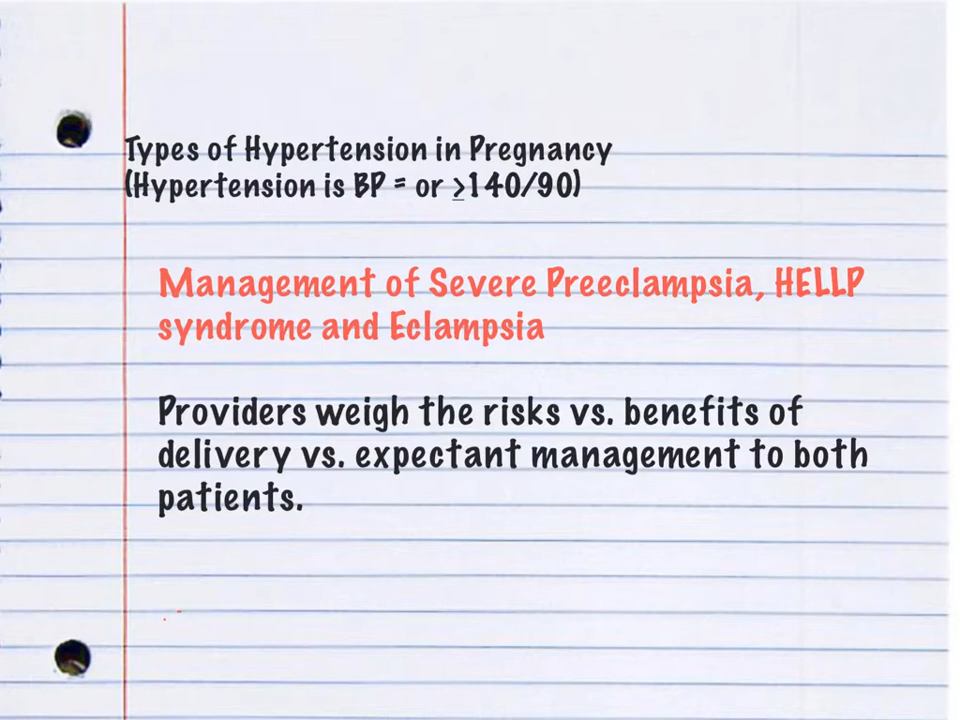 Types of Hypertension in Pregnancy
(Hypertension is BP = or ≥140/90)
Management of Severe Preeclampsia, HELLP
syndrome and Eclampsia
Providers weigh the risks vs. benefits of
delivery vs. expectant management to both
patients.